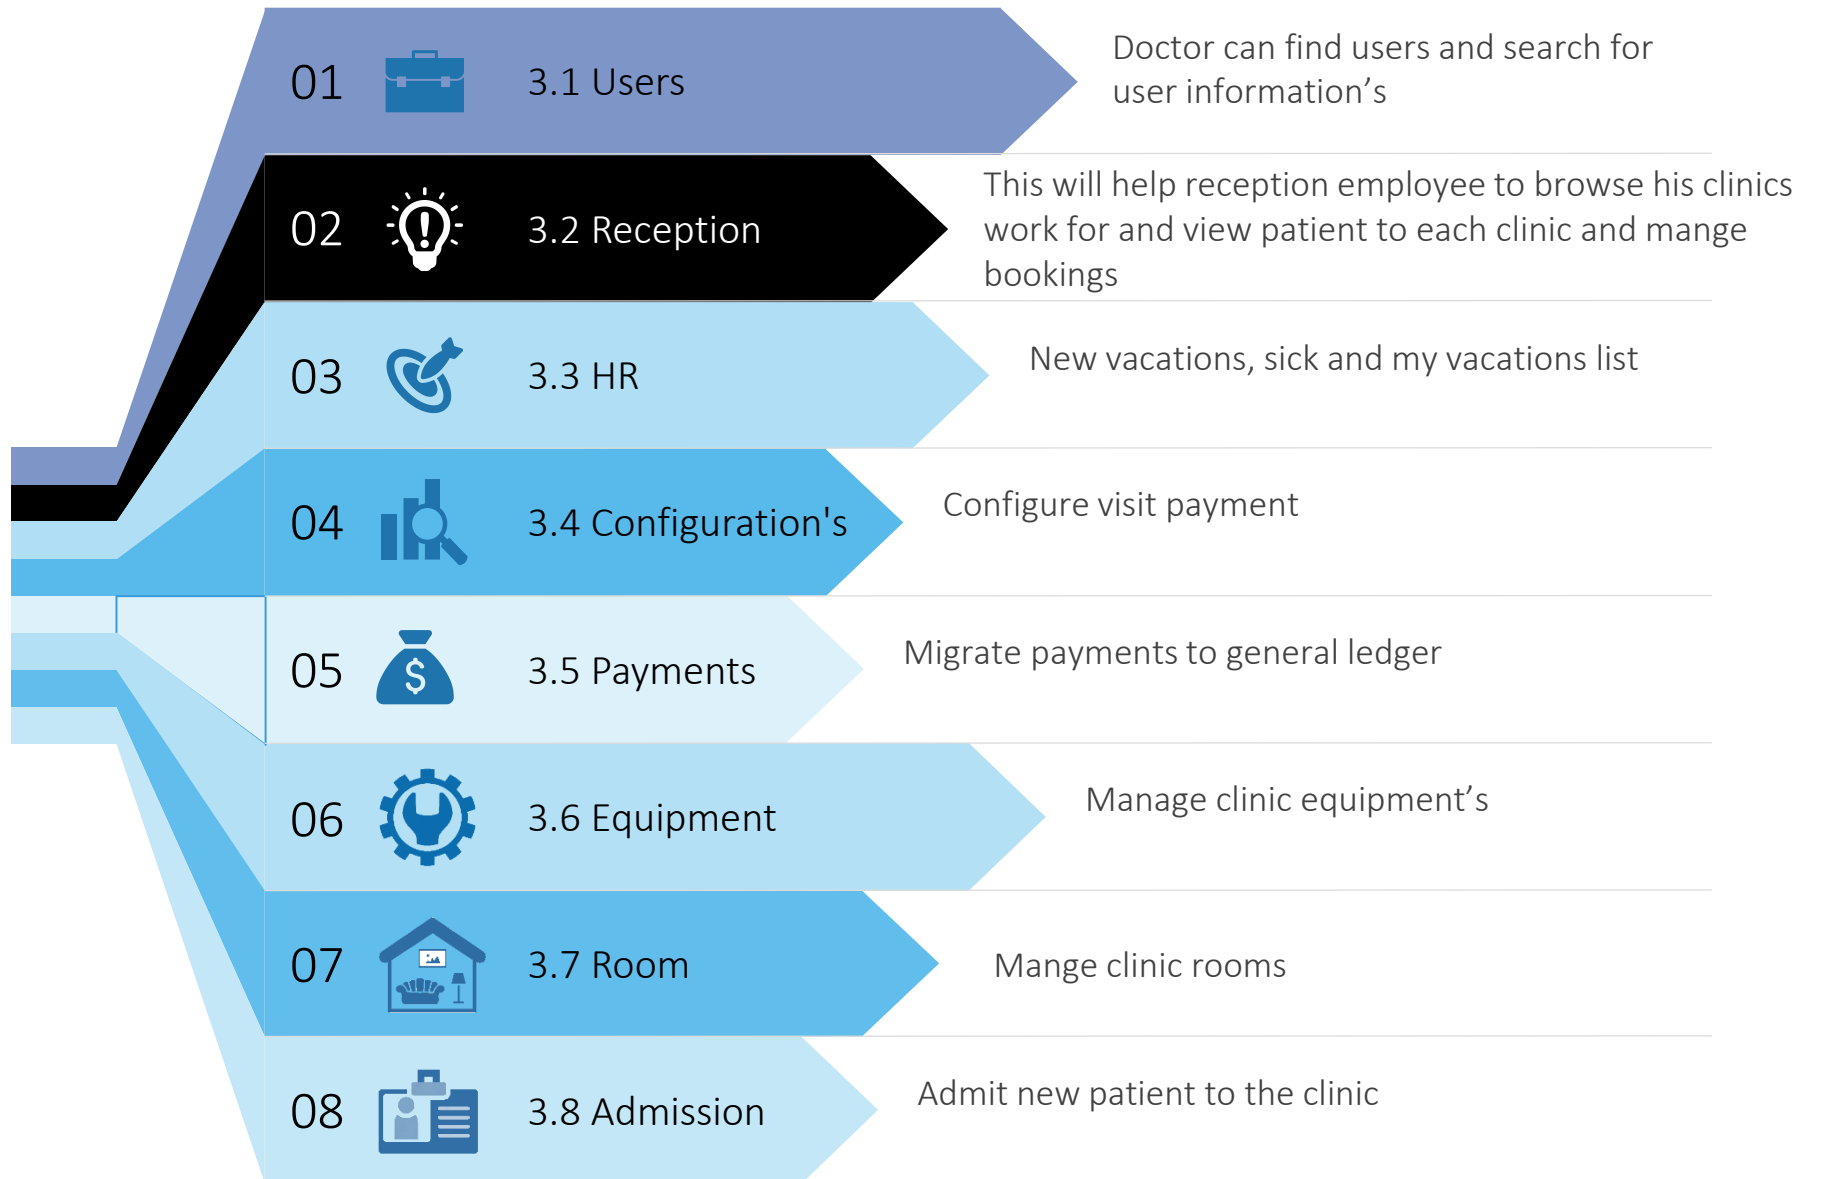 01
3.1 Users
Doctor can find users and search for
user information’s
02
3.2 Reception
This will help reception employee to browse his clinics
work for and view patient to each clinic and mange
bookings
03
3.3 HR
New vacations, sick and my vacations list
04
3.4 Configuration's
Configure visit payment
05
$
3.5 Payments
Migrate payments to general ledger
06
3.6 Equipment
Manage clinic equipment’s
07
3.7 Room
Mange clinic rooms
08
3.8 Admission
Admit new patient to the clinic